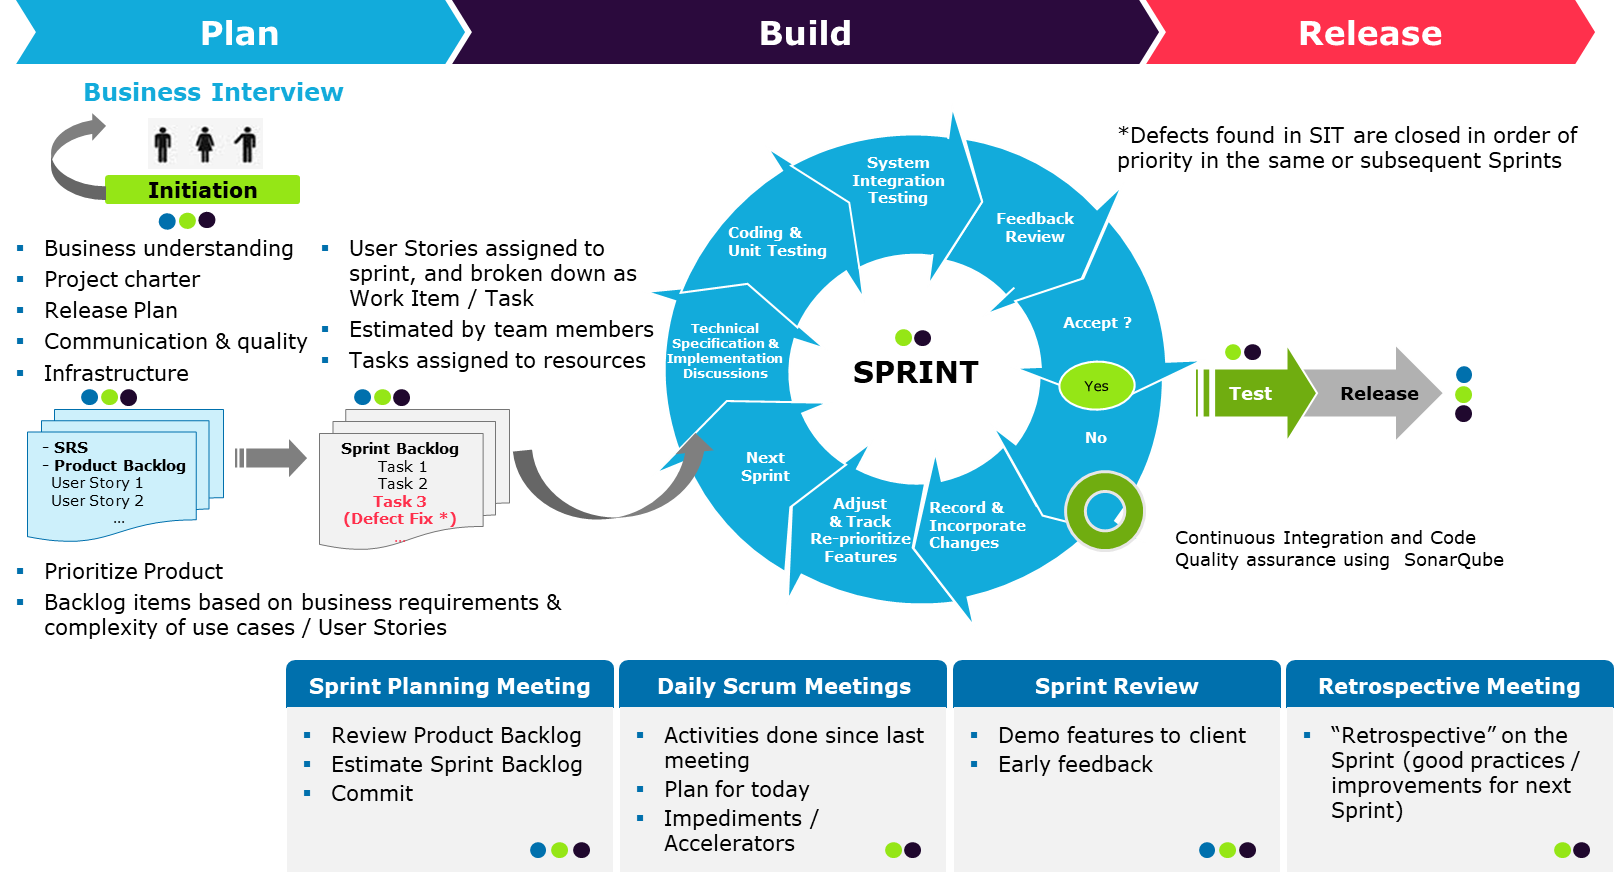 Plan
Build
Release
Business Interview
Initiation
▪ Business understanding
▪ Project charter
▪ Release Plan
▪ Communication & quality
▪ Infrastructure
▪ User Stories assigned to
sprint, and broken down as
Work Item / Task
▪ Estimated by team members
▪ Tasks assigned to resources
- SRS
- Product Backlog
User Story 1
User Story 2
...
Sprint Backlog
Task 1
Task 2
Task 3
(Defect Fix *)
...
▪ Prioritize Product
▪ Backlog items based on business requirements &
complexity of use cases / User Stories
System
Integration
Testing
Feedback
Review
Accept ?
Yes
No
Record &
Incorporate
Changes
Adjust
& Track
Re-prioritize
Features
Next
Sprint
Technical
Specification &
Implementation
Discussions
Coding &
Unit Testing
SPRINT
*Defects found in SIT are closed in order of
priority in the same or subsequent Sprints
Test
Release
Continuous Integration and Code
Quality assurance using SonarQube
Sprint Planning Meeting
▪ Review Product Backlog
▪ Estimate Sprint Backlog
▪ Commit
Daily Scrum Meetings
▪ Activities done since last
meeting
▪ Plan for today
▪ Impediments /
Accelerators
Sprint Review
▪ Demo features to client
▪ Early feedback
Retrospective Meeting
▪ “Retrospective” on the
Sprint (good practices /
improvements for next
Sprint)